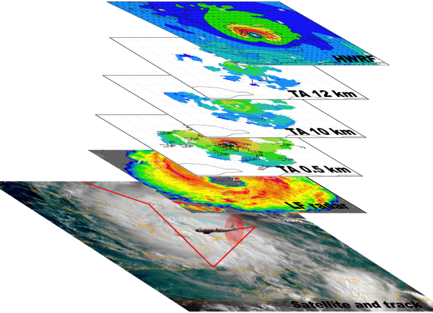 HWRF
TA 12 km
TA 10 km
TA 0.5 km
LF radar
Satellite and track